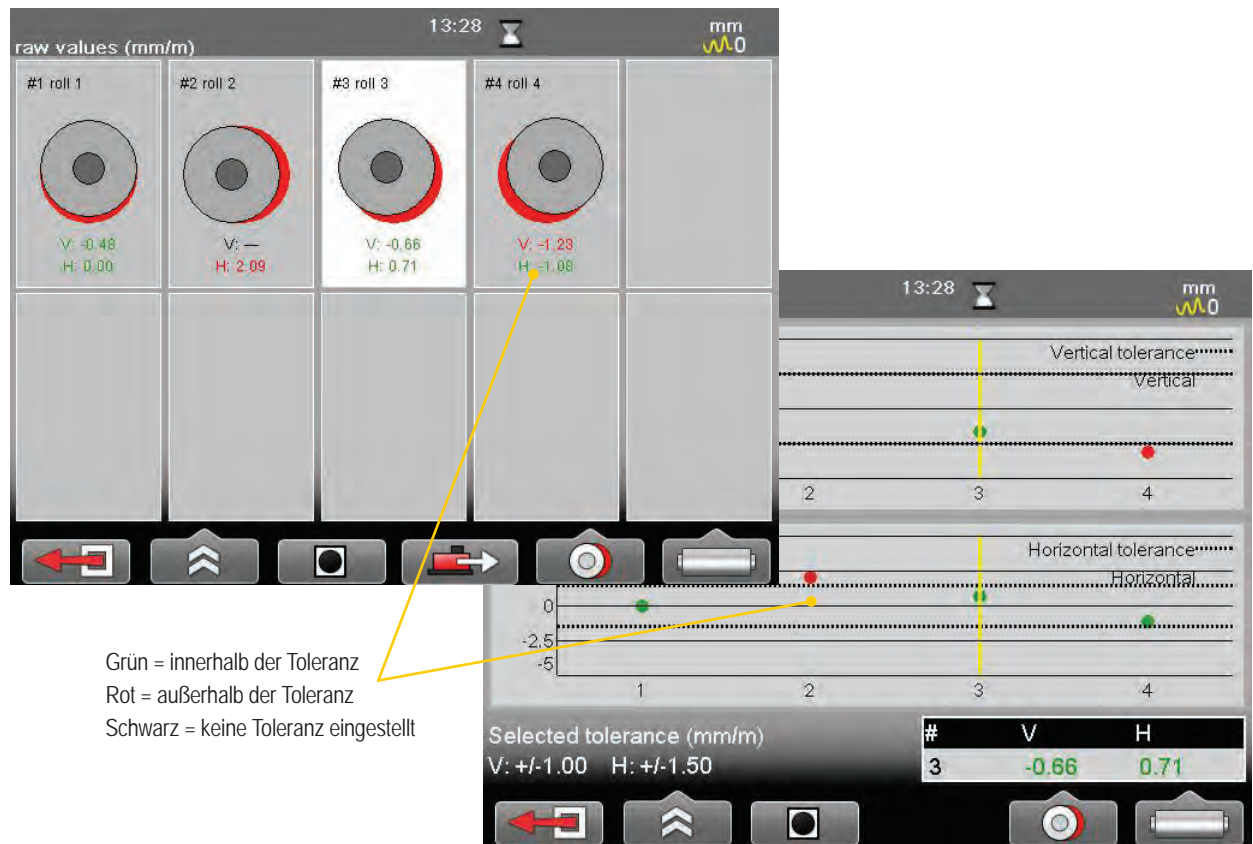 13:28
mm
raw values (mm/m)
0
#1 roll 1
#2 roll 2
#3 roll 3
#4 roll 4
V: -0.48
H: 0.00
V: —
H: 2.09
V: -0.66
H: 0.71
V: -1.23
H: -1.08
13:28
mm
0
Vertical tolerance
Vertical
2
3
4
Horizontal tolerance
Horizontal
0
-2.5
-5
1
2
3
4
Grün = innerhalb der Toleranz
Rot = außerhalb der Toleranz
Schwarz = keine Toleranz eingestellt
Selected tolerance (mm/m)
V: +/-1.00 H: +/-1.50
# V H
3 -0.66 0.71